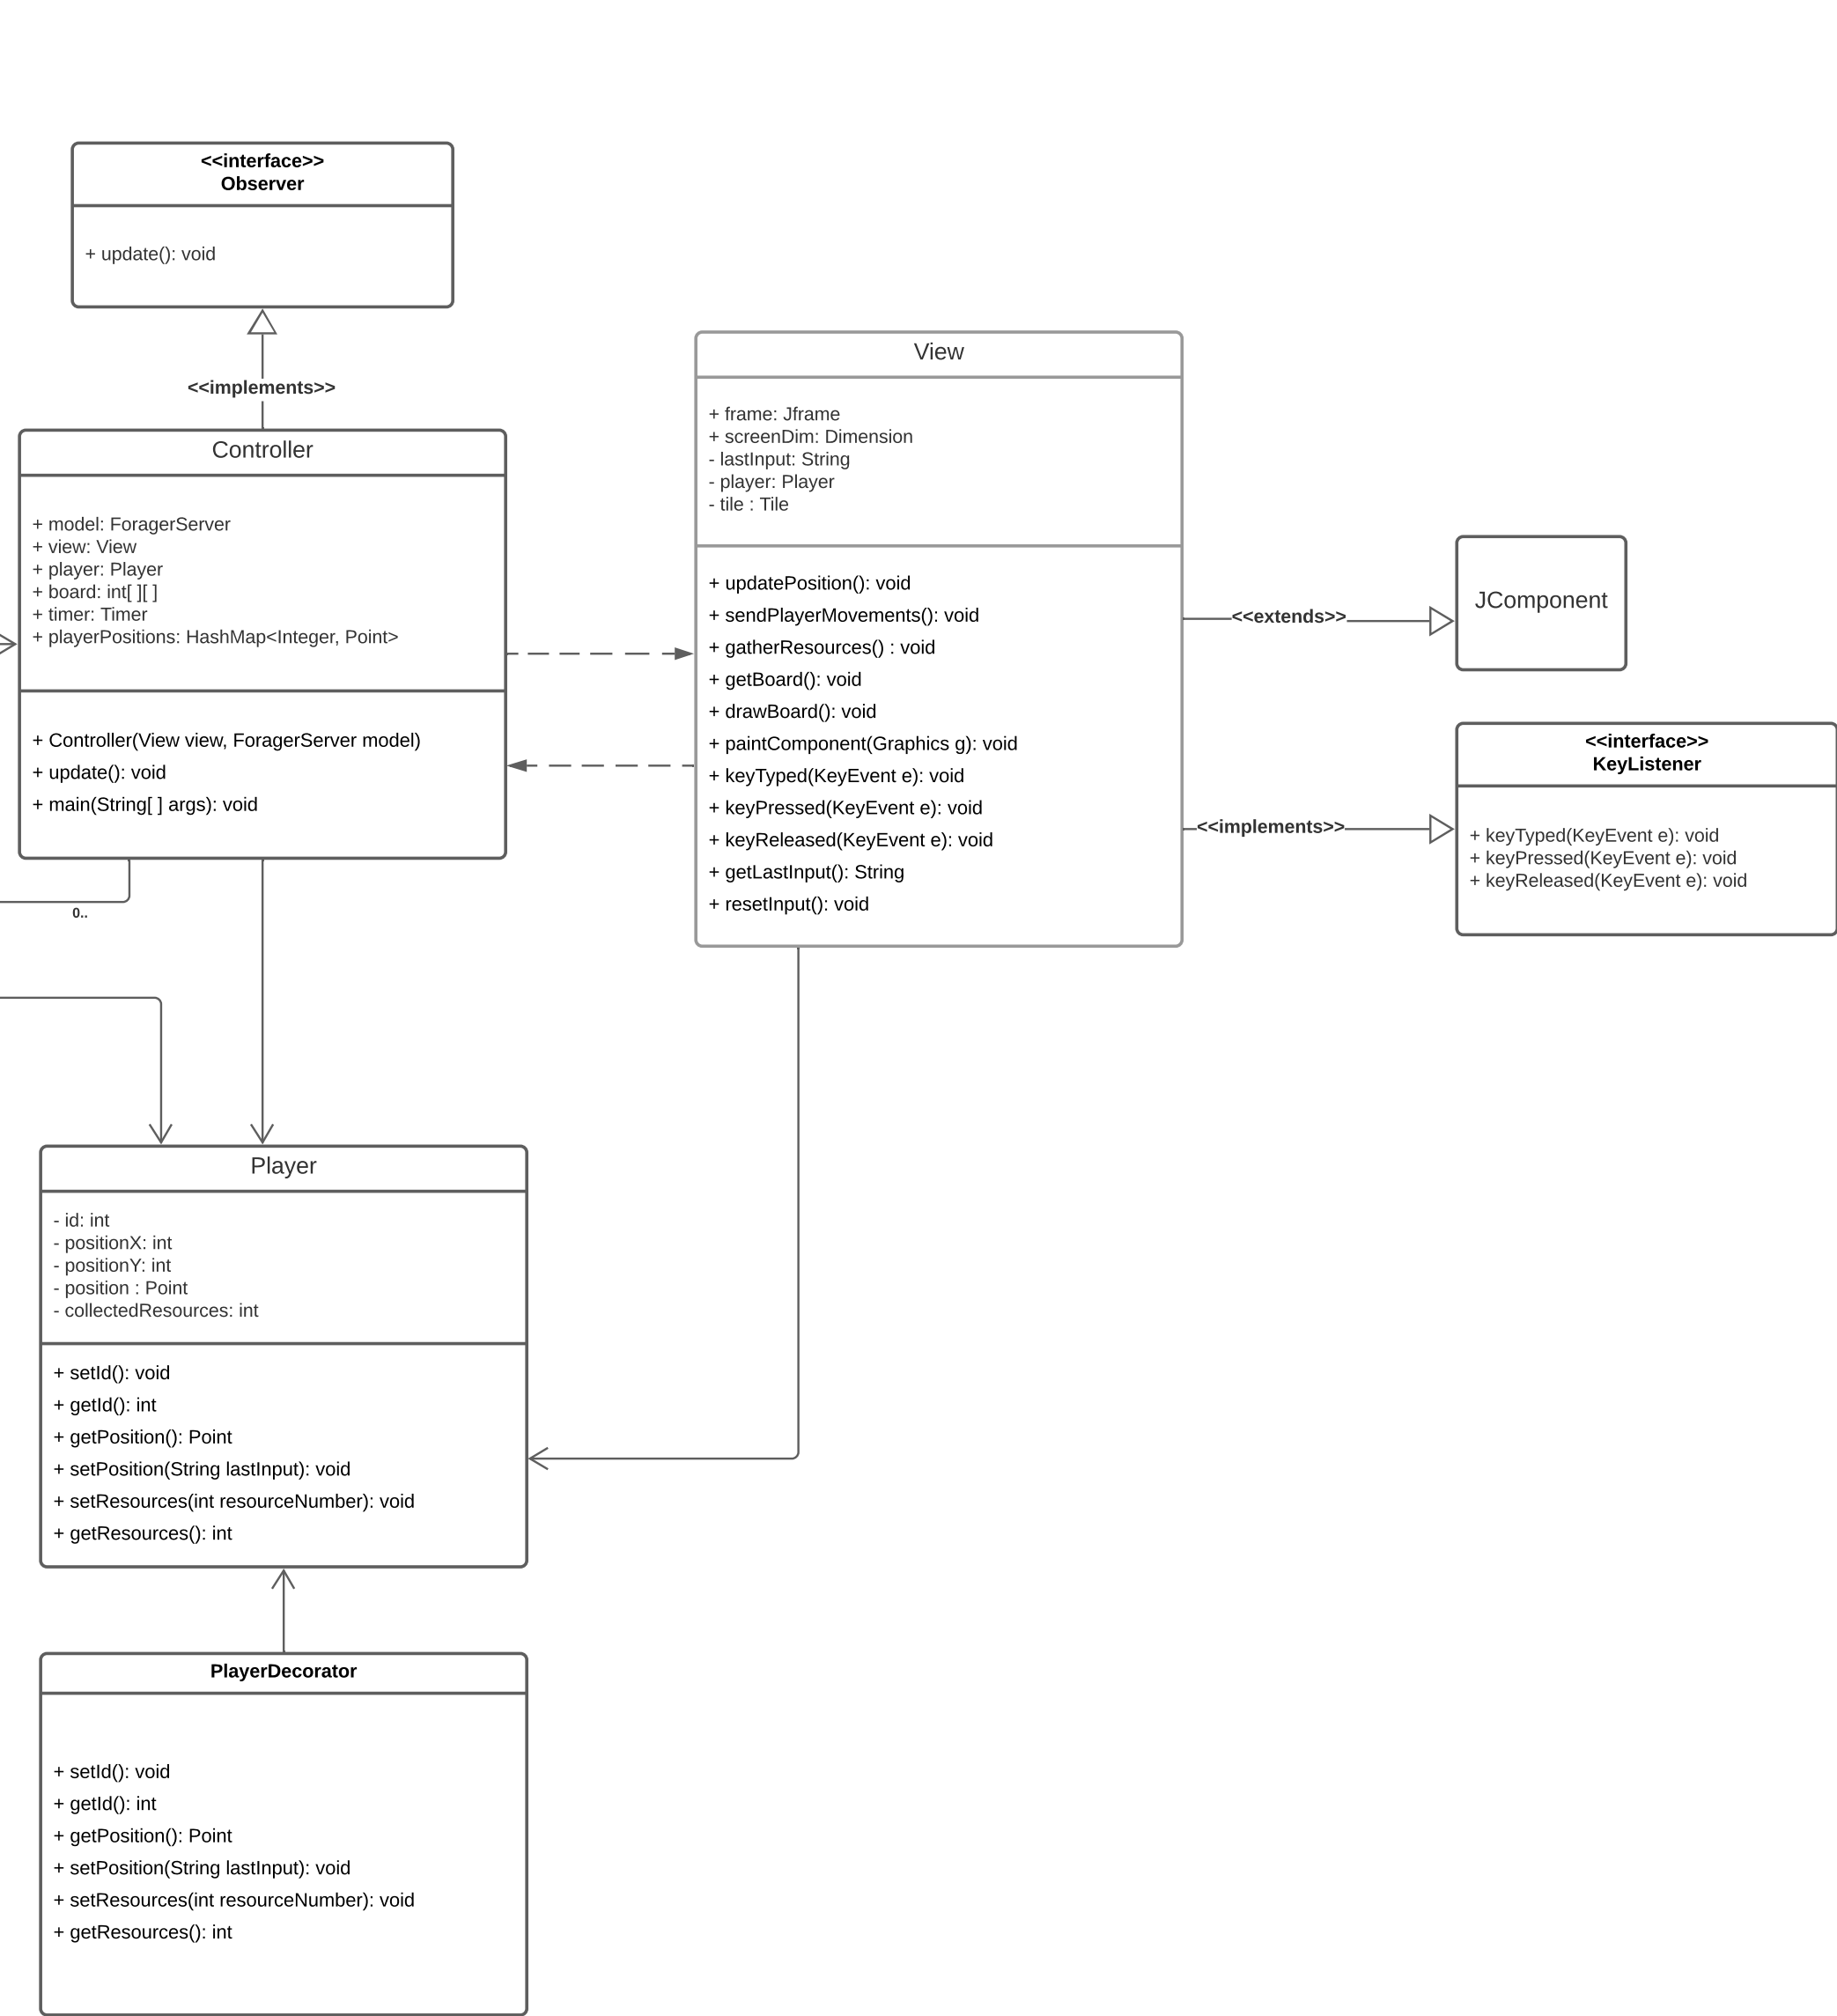 <<interface>>
Observer
+ update(): void
<<implements>>
Controller
+ model: ForagerServer
+ view: View
+ player: Player
+ board: int[ ][ ]
+ timer: Timer
+ playerPositions: HashMap<Integer, Point>
+ Controller(View view, ForagerServer model)
+ update(): void
+ main(String[ ] args): void
0..
View
+ frame: Jframe
+ screenDim: Dimension
- lastInput: String
- player: Player
- tile : Tile
+ updatePosition(): void
+ sendPlayerMovements(): void
+ gatherResources() : void
+ getBoard(): void
+ drawBoard(): void
+ paintComponent(Graphics g): void
+ keyTyped(KeyEvent e): void
+ keyPressed(KeyEvent e): void
+ keyReleased(KeyEvent e): void
+ getLastInput(): String
+ resetInput(): void
<<extends>>
JComponent
<<implements>>
<<interface>>
KeyListener
+ keyTyped(KeyEvent e): void
+ keyPressed(KeyEvent e): void
+ keyReleased(KeyEvent e): void
Player
- id: int
- positionX: int
- positionY: int
- position : Point
- collectedResources: int
+ setId(): void
+ getId(): int
+ getPosition(): Point
+ setPosition(String lastInput): void
+ setResources(int resourceNumber): void
+ getResources(): int
PlayerDecorator
+ setId(): void
+ getId(): int
+ getPosition(): Point
+ setPosition(String lastInput): void
+ setResources(int resourceNumber): void
+ getResources(): int